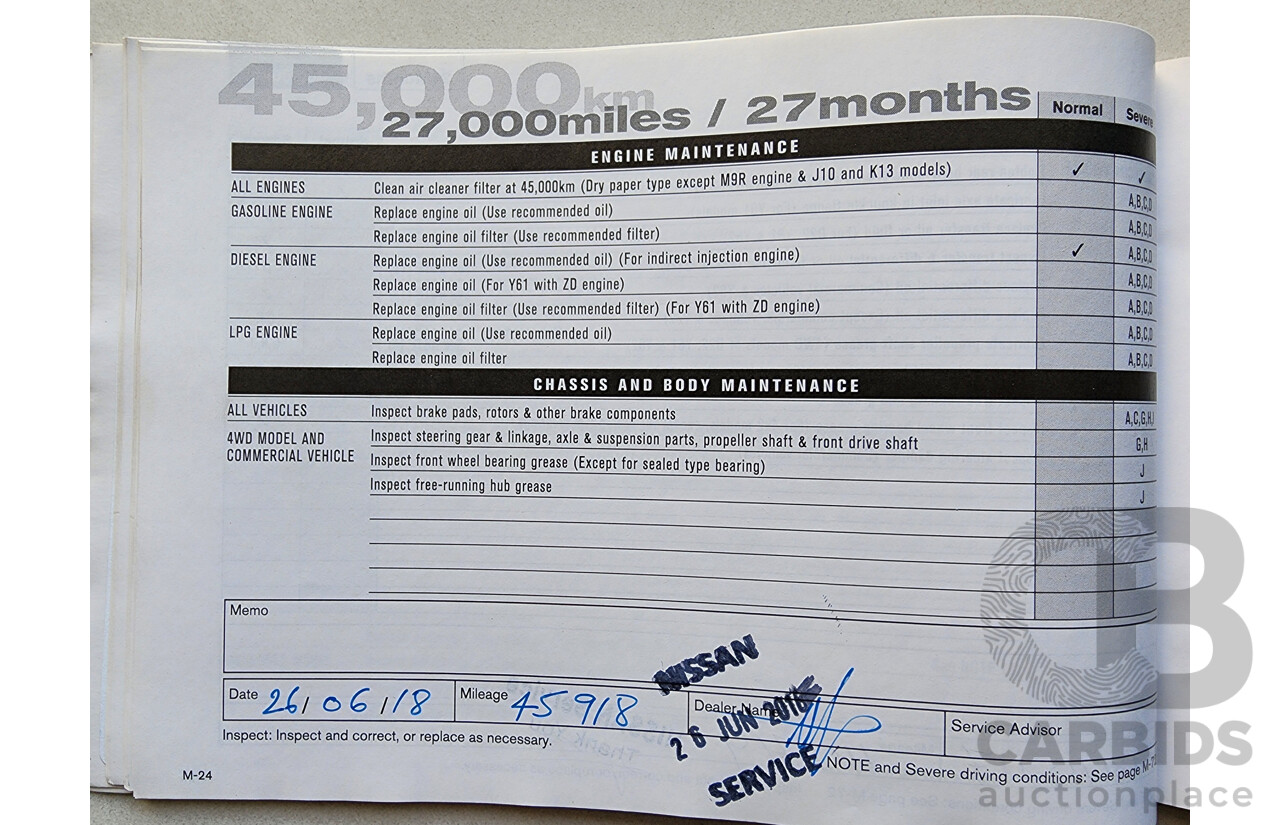 45,000km
27,000miles / 27months
Normal Severe
ENGINE MAINTENANCE
ALL ENGINES Clean air cleaner filter at 45,000km (Dry paper type except M9R engine & J10 and K13 models) ✓ ✓
GASOLINE ENGINE Replace engine oil (Use recommended oil) A,B,C,D
Replace engine oil filter (Use recommended filter) A,B,C,D
DIESEL ENGINE Replace engine oil (Use recommended oil) (For indirect injection engine) ✓ A,B,C,D
Replace engine oil (For Y61 with ZD engine) A,B,C,D
Replace engine oil filter (Use recommended filter) (For Y61 with ZD engine) A,B,C,D
LPG ENGINE Replace engine oil (Use recommended oil) A,B,C,D
Replace engine oil filter A,B,C,D
CHASSIS AND BODY MAINTENANCE
ALL VEHICLES Inspect brake pads, rotors & other brake components A,C,G,H,
4WD MODEL AND
COMMERCIAL VEHICLE
Inspect steering gear & linkage, axle & suspension parts, propeller shaft & front drive shaft G,H
Inspect front wheel bearing grease (Except for sealed type bearing) J
Inspect free-running hub grease J
Memo
Date 26/06/18 Mileage 45918 Dealer Name Service Advisor
NISSAN
26 JUN 2018
SERVICE
Inspect: Inspect and correct, or replace as necessary.
NOTE and Severe driving conditions: See page
M-24
CARBIDS
auctionplace